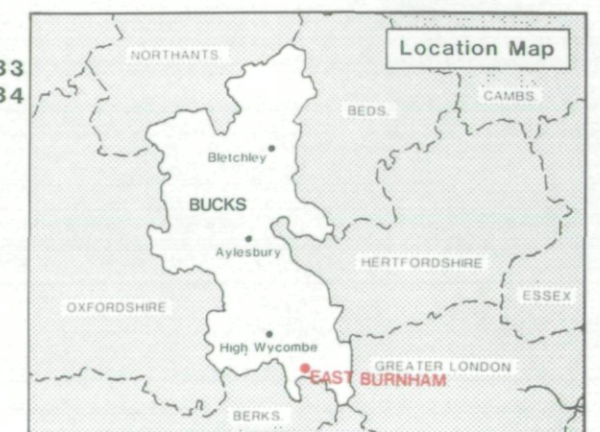 Location Map
NORTHANTS.
33
34
CAMBS.
BEDS.
Bletchley
BUCKS
Aylesbury
HERTFORDSHIRE
ESSEX
OXFORDSHIRE
High Wycombe
GREATER LONDON
EAST BURNHAM
BERKS.